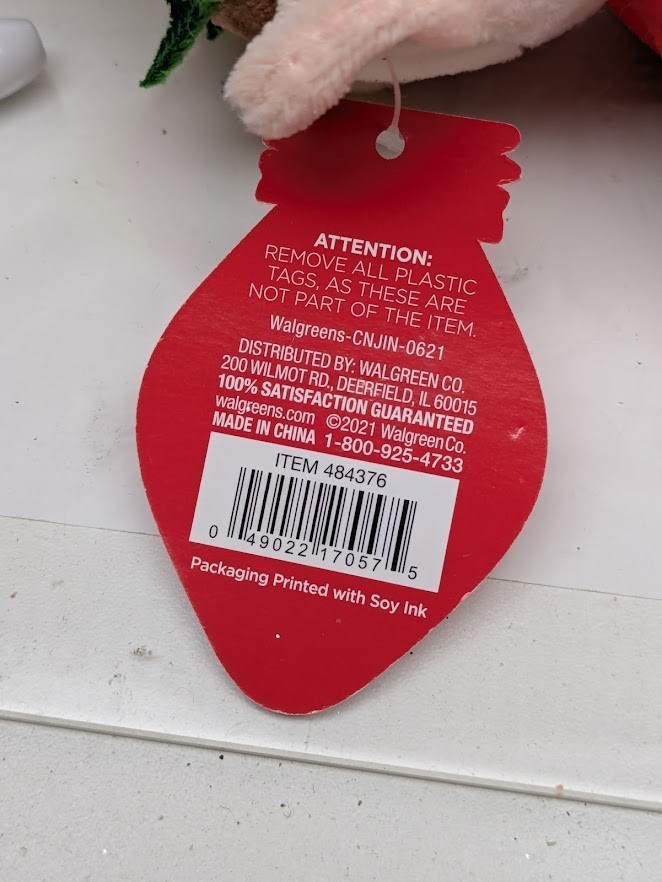 ATTENTION:
REMOVE ALL PLASTIC
TAGS, AS THESE ARE
NOT PART OF THE ITEM.
Walgreens-CNJIN-0621
DISTRIBUTED BY: WALGREEN CO.
200 WILMOT RD., DEERFIELD, IL 60015
100% SATISFACTION GUARANTEED
walgreens.com ©2021 Walgreen Co.
MADE IN CHINA 1-800-925-4733
ITEM 484376
0 49022 17057 5
Packaging Printed with Soy Ink